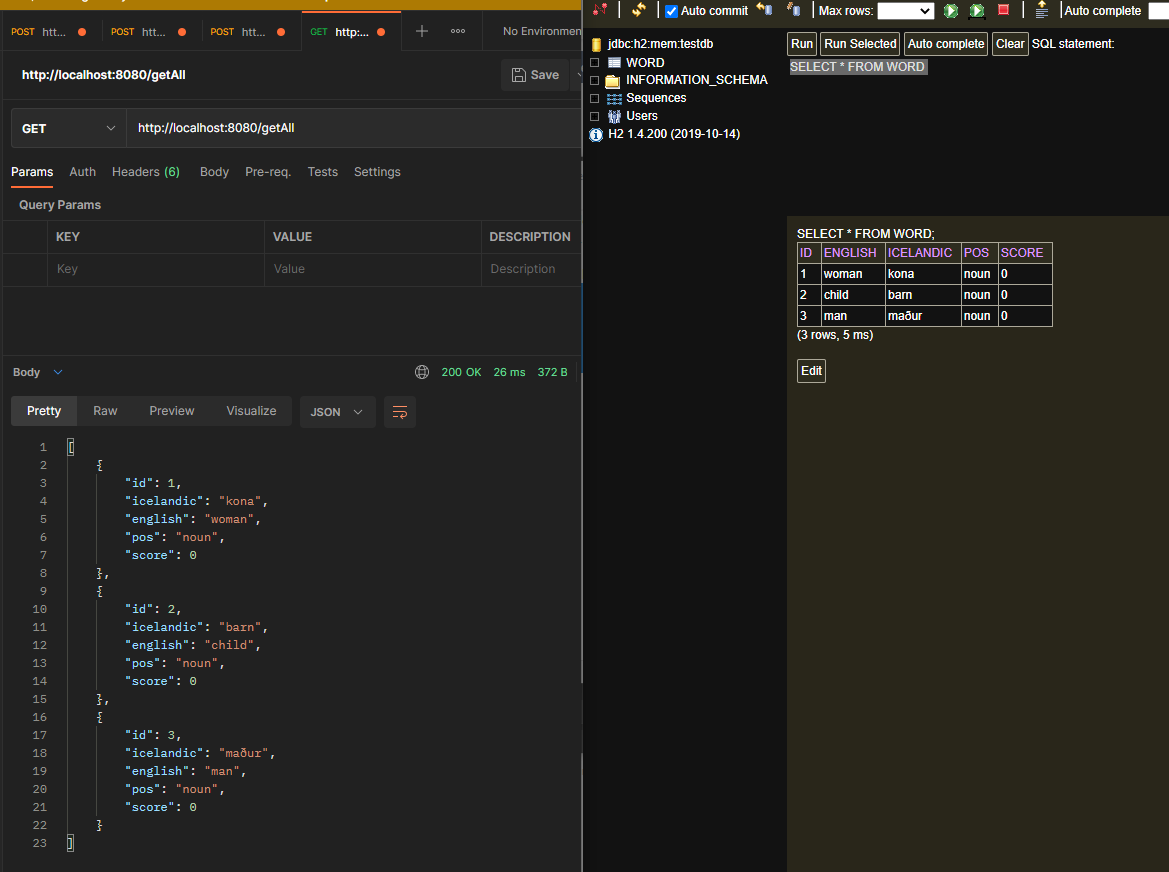 POST htt... POST htt... POST htt... GET http:... No Environmen
http://localhost:8080/getAll
Save
GET http://localhost:8080/getAll
Params Auth Headers (6) Body Pre-req. Tests Settings
Query Params
KEY VALUE DESCRIPTION
Key Value Description
Body 200 OK 26 ms 372 B
Pretty Raw Preview Visualize JSON
1 [
2 {
3 "id": 1,
4 "icelandic": "kona",
5 "english": "woman",
6 "pos": "noun",
7 "score": 0
8 },
9 {
10 "id": 2,
11 "icelandic": "barn",
12 "english": "child",
13 "pos": "noun",
14 "score": 0
15 },
16 {
17 "id": 3,
18 "icelandic": "maður",
19 "english": "man",
20 "pos": "noun",
21 "score": 0
22 }
23 ]
Auto commit Max rows: Auto complete
jdbc:h2:mem:testdb
WORD
INFORMATION_SCHEMA
Sequences
Users
H2 1.4.200 (2019-10-14)
Run Run Selected Auto complete Clear SQL statement:
SELECT * FROM WORD
SELECT * FROM WORD;
ID ENGLISH ICELANDIC POS SCORE
1 woman kona noun 0
2 child barn noun 0
3 man maður noun 0
(3 rows, 5 ms)
Edit